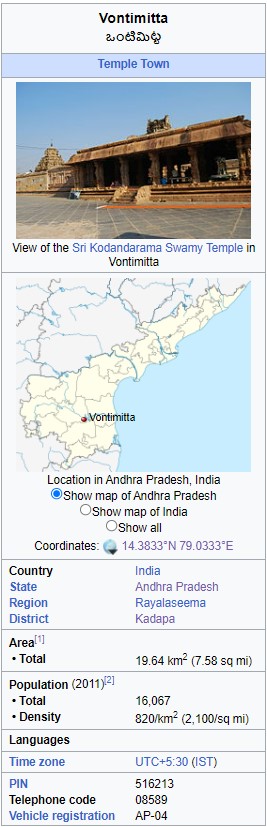 Vontimitta
ఒంటిమిట్ట
Temple Town
View of the Sri Kodandarama Swamy Temple in
Vontimitta
Vontimitta
Location in Andhra Pradesh, India
Show map of Andhra Pradesh
Show map of India
Show all
Coordinates: 14.3833°N 79.0333°E
Country India
State Andhra Pradesh
Region Rayalaseema
District Kadapa
Area[1]
• Total 19.64 km² (7.58 sq mi)
Population (2011)[2]
• Total 16,067
• Density 820/km² (2,100/sq mi)
Languages
Time zone UTC+5:30 (IST)
PIN 516213
Telephone code 08589
Vehicle registration AP-04